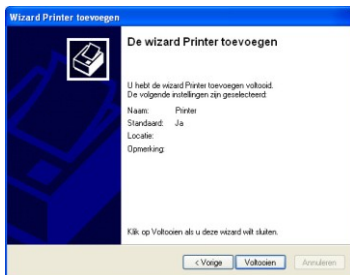 Wizard Printer toevoegen
De wizard Printer toevoegen
U hebt de wizard Printer toevoegen voltooid.
De volgende instellingen zijn geselecteerd:
Naam: Printer
Standaard: Ja
Locatie:
Opmerking:
Klik op Voltooien als u deze wizard wilt sluiten.
< Vorige Voltooien Annuleren